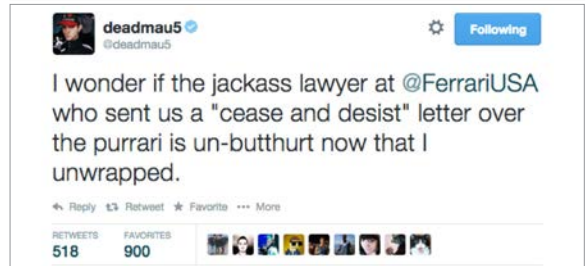 deadmau5
@deadmau5
Following
I wonder if the jackass lawyer at @FerrariUSA
who sent us a "cease and desist" letter over
the purrari is un-butthurt now that I
unwrapped.
Reply Retweet Favorite More
RETWEETS FAVORITES
518 900